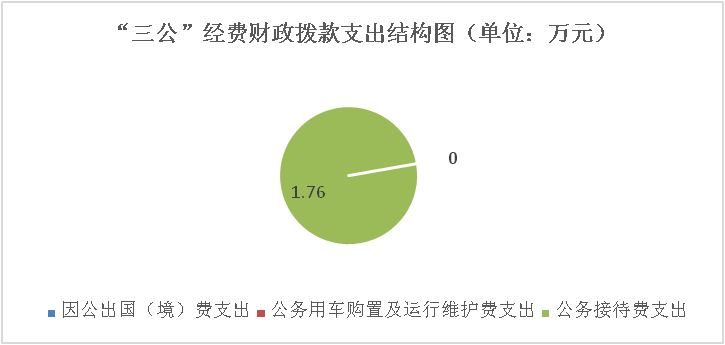 “三公”经费财政拨款支出结构图（单位：万元）
0
1.76
因公出国（境）费支出 公务用车购置及运行维护费支出 公务接待费支出